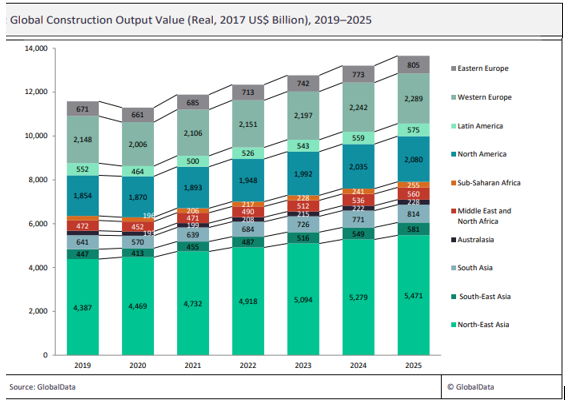 Global Construction Output Value (Real, 2017 US$ Billion), 2019–2025
14,000
12,000
10,000
8,000
6,000
4,000
2,000
0
671 661 685 713 742 773 805
2,148 2,006 2,106 2,151 2,197 2,242 2,289
552 464 500 526 543 559 575
1,854 1,870 1,893 1,948 1,992 2,035 2,080
196 206 217 228 241 255
472 452 471 490 512 536 560
193 199 208 215 222 228
641 570 639 684 726 771 814
447 413 455 487 516 549 581
4,387 4,469 4,732 4,918 5,094 5,279 5,471
2019 2020 2021 2022 2023 2024 2025
Eastern Europe
Western Europe
Latin America
North America
Sub-Saharan Africa
Middle East and
North Africa
Australasia
South Asia
South-East Asia
North-East Asia
Source: GlobalData
© GlobalData